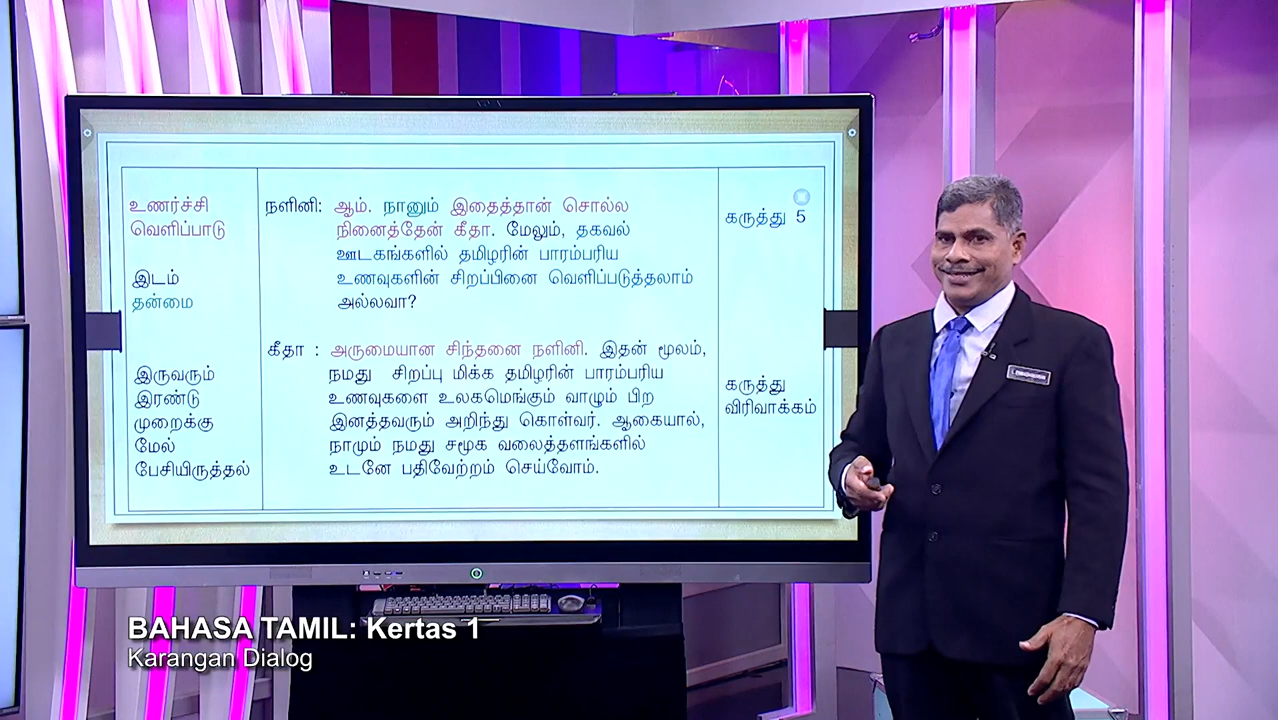 உணர்ச்சி
வெளிப்பாடு
இடம்
தன்மை
இருவரும்
இரண்டு
முறைக்கு
மேல்
பேசியிருத்தல்
நளினி: ஆம். நானும் இதைத்தான் சொல்ல
நினைத்தேன் கீதா. மேலும், தகவல்
ஊடகங்களில் தமிழரின் பாரம்பரிய
உணவுகளின் சிறப்பினை வெளிப்படுத்தலாம்
அல்லவா?
கீதா : அருமையான சிந்தனை நளினி. இதன் மூலம்,
நமது சிறப்பு மிக்க தமிழரின் பாரம்பரிய
உணவுகளை உலகமெங்கும் வாழும் பிற
இனத்தவரும் அறிந்து கொள்வர். ஆகையால்,
நாமும் நமது சமூக வலைத்தளங்களில்
உடனே பதிவேற்றம் செய்வோம்.
கருத்து 5
கருத்து
விரிவாக்கம்
BAHASA TAMIL: Kertas 1
Karangan Dialog